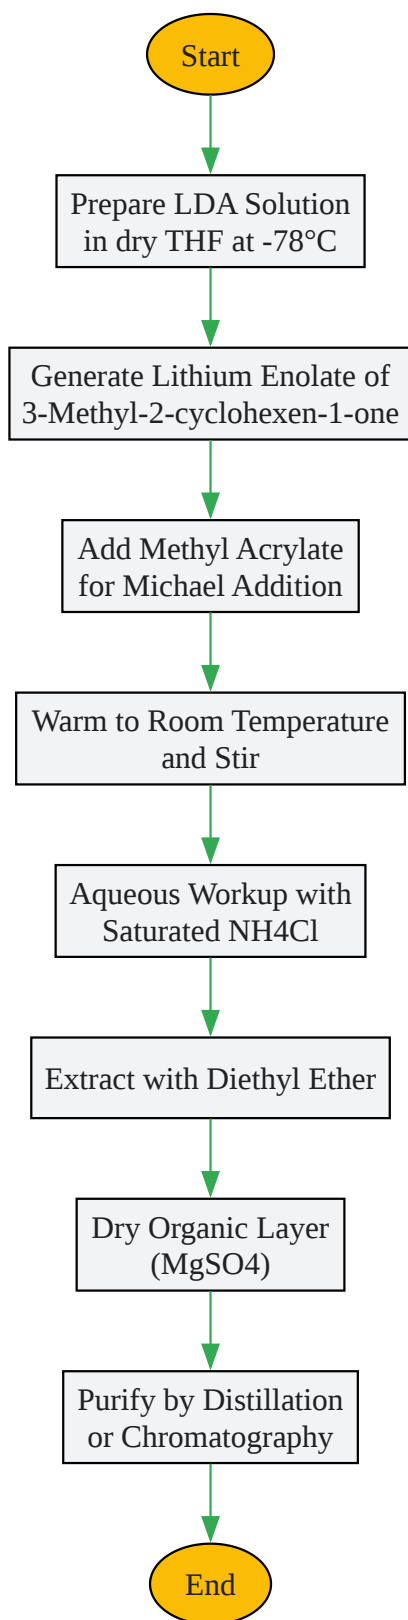 Start
Prepare LDA Solution
in dry THF at -78°C
Generate Lithium Enolate of
3-Methyl-2-cyclohexen-1-one
Add Methyl Acrylate
for Michael Addition
Warm to Room Temperature
and Stir
Aqueous Workup with
Saturated NH4Cl
Extract with Diethyl Ether
Dry Organic Layer
(MgSO4)
Purify by Distillation
or Chromatography
End